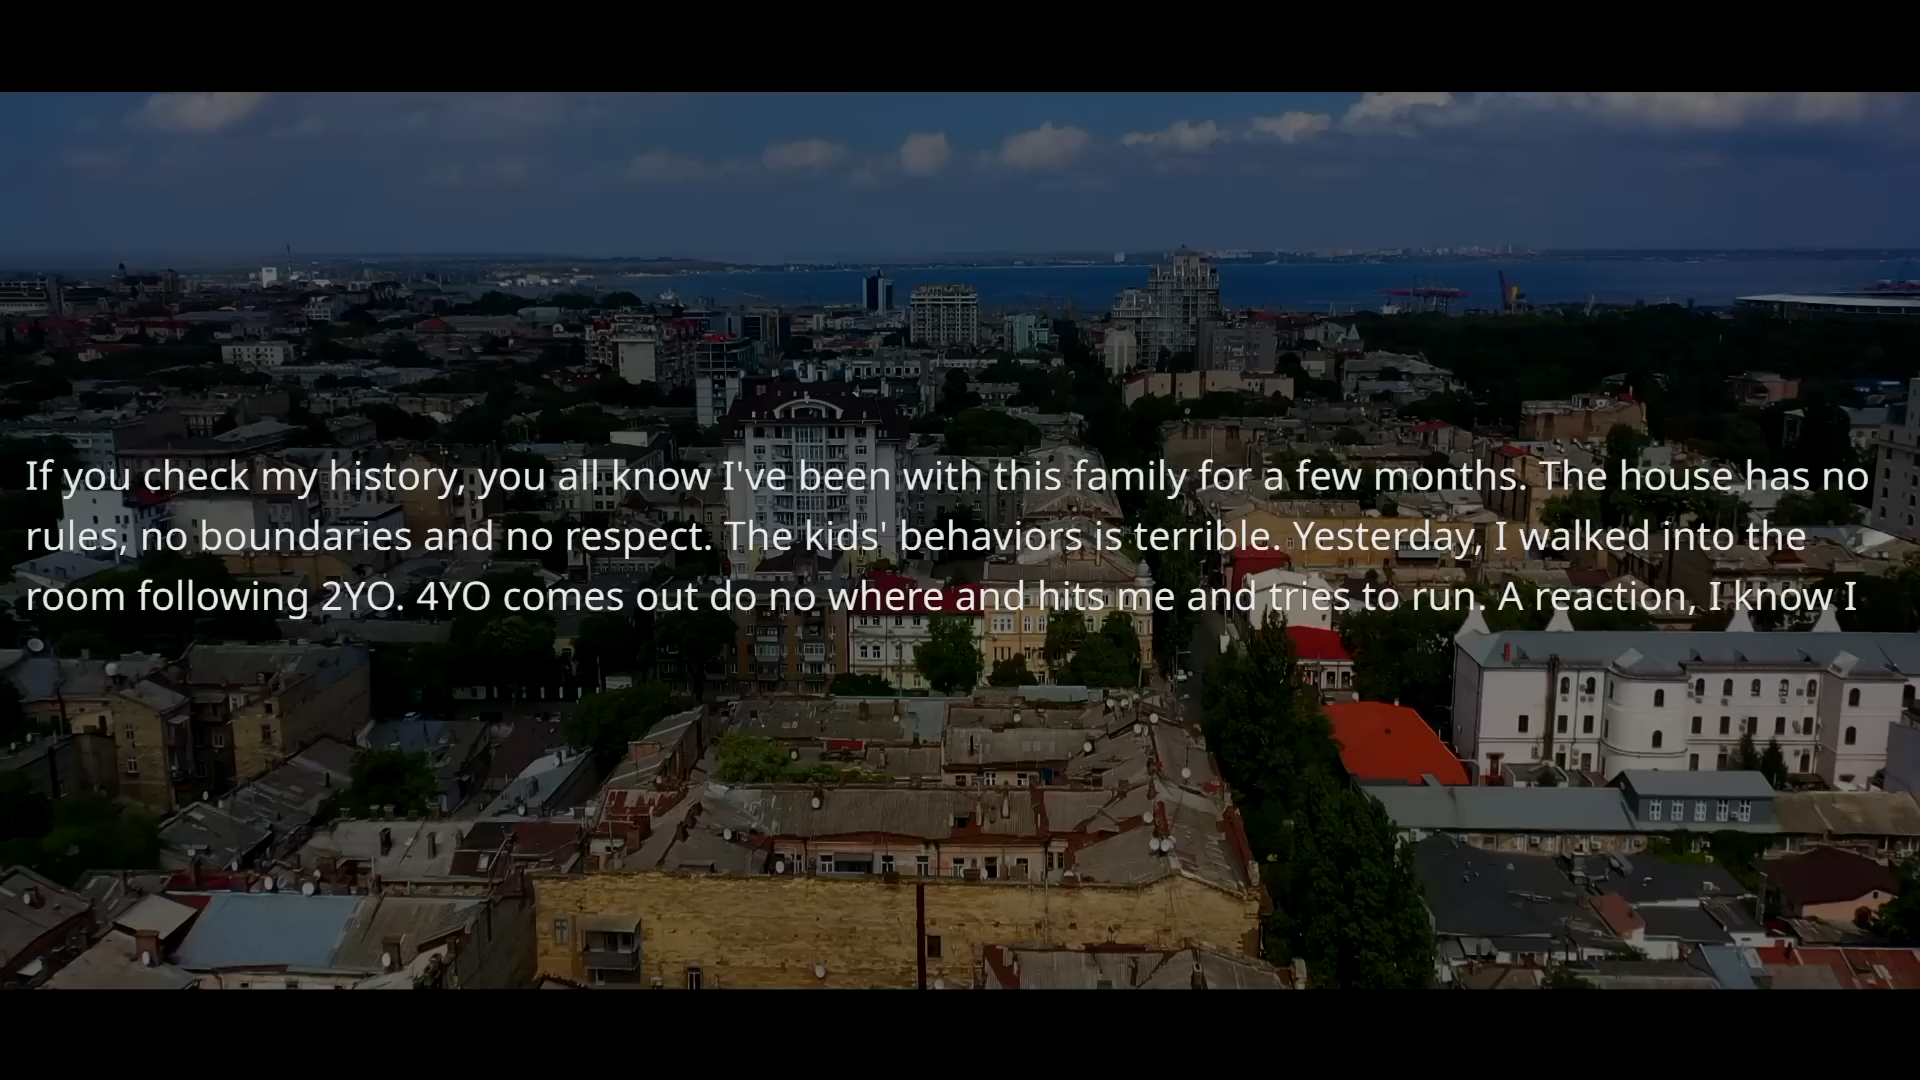 If you check my history, you all know I've been with this family for a few months. The house has no
rules, no boundaries and no respect. The kids' behaviors is terrible. Yesterday, I walked into the
room following 2YO. 4YO comes out do no where and hits me and tries to run. A reaction, I know I